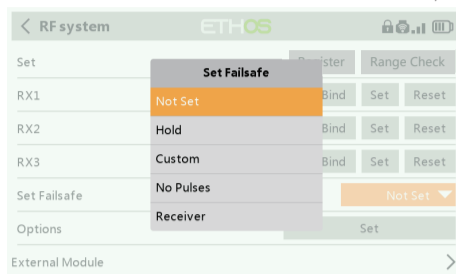 RF system ETHOS
Set Register Range Check
Set Failsafe
RX1 Bind Set Reset
Not Set
RX2 Bind Set Reset
Hold
RX3 Bind Set Reset
Custom
No Pulses
Receiver
Set Failsafe Not Set
Options Set
External Module